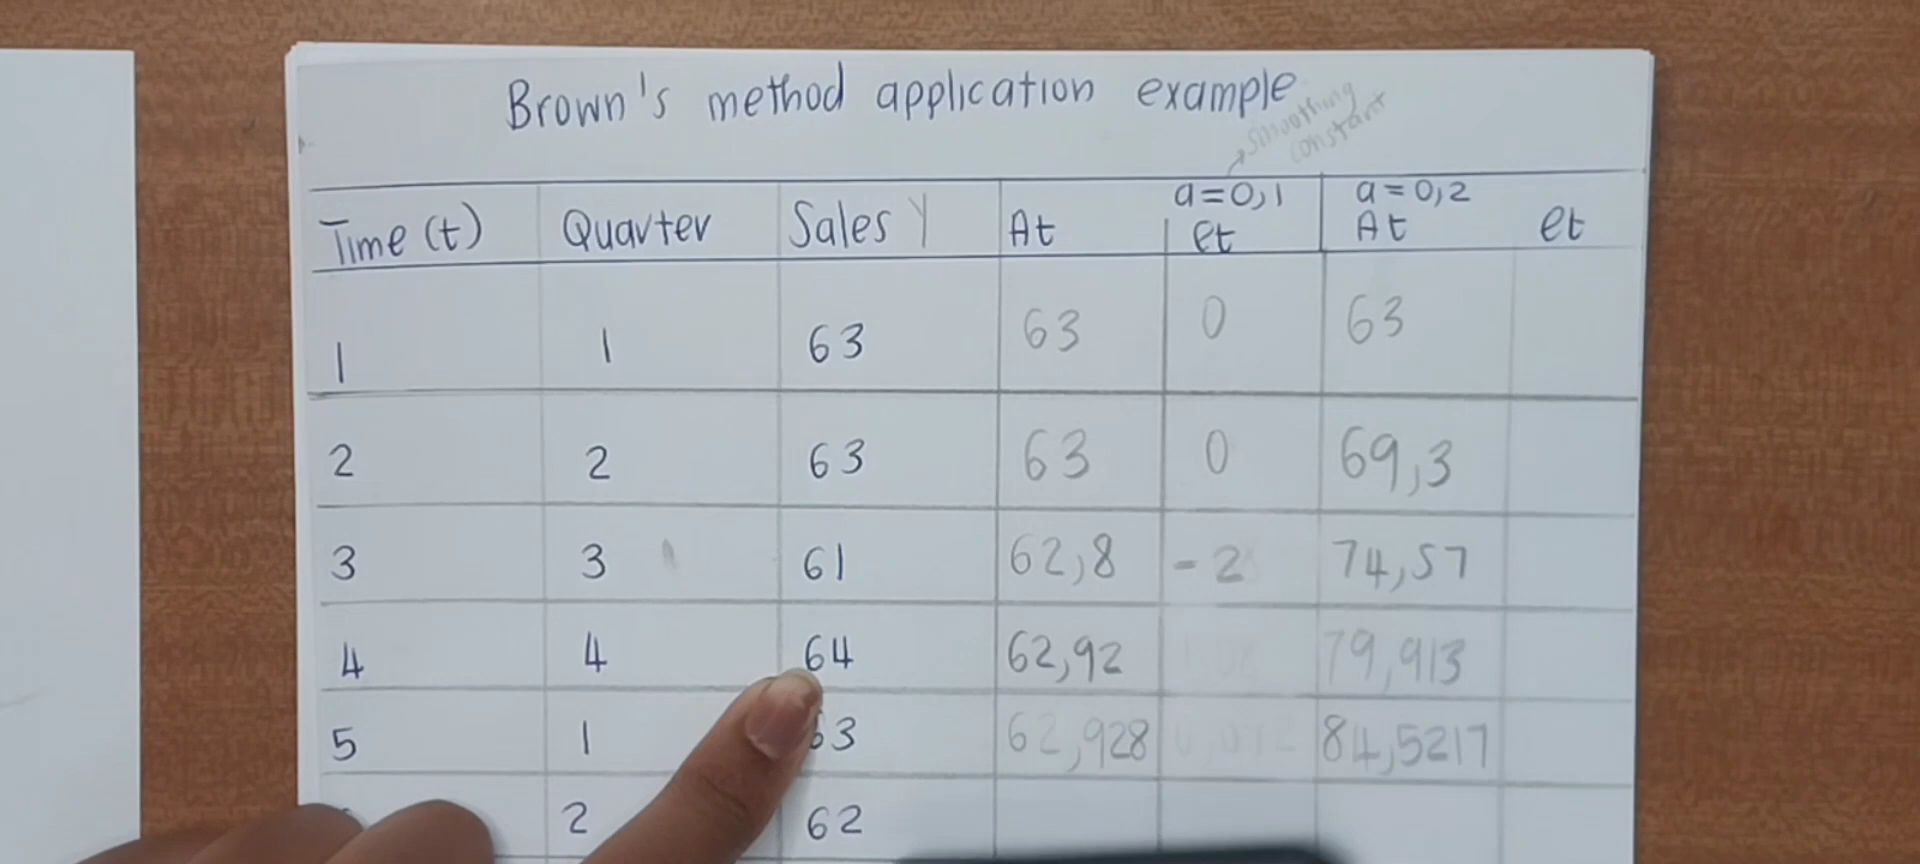 Brown's method application example
smoothing
constant
a=0,1 a=0,2
Time (t) Quarter Sales Y At et At et
1 1 63 63 0 63
2 2 63 63 0 69,3
3 3 61 62,8 -2 74,57
4 4 64 62,92 79,913
5 1 63 62,928 84,5217
2 62